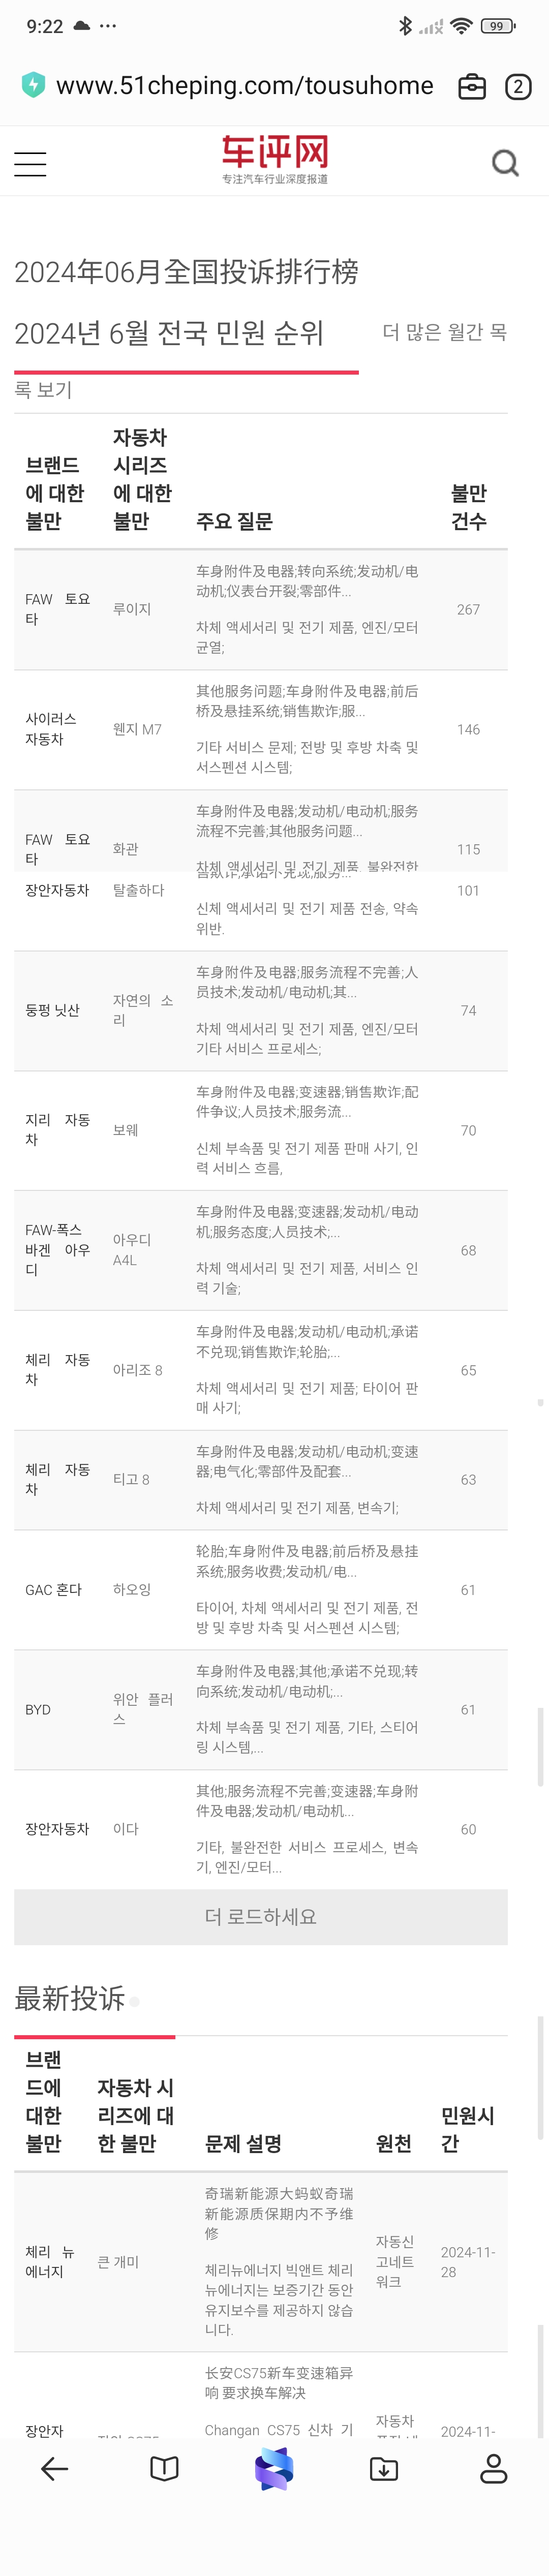 9:22
99
www.51cheping.com/tousuhome
2
车评网
专注汽车行业深度报道
2024年06月全国投诉排行榜
2024년 6월 전국 민원 순위
더 많은 월간 목
록 보기
브랜드
에 대한
불만
자동차
시리즈
에 대한
불만
주요 질문
불만
건수
FAW 토요
타
루이지
车身附件及电器;转向系统;发动机/电
动机;仪表台开裂;零部件...
차체 액세서리 및 전기 제품, 엔진/모터
균열;
267
사이러스
자동차
웬지 M7
其他服务问题;车身附件及电器;前后
桥及悬挂系统;销售欺诈;服...
기타 서비스 문제; 전방 및 후방 차축 및
서스펜션 시스템;
146
FAW 토요
타
화관
车身附件及电器;发动机/电动机;服务
流程不完善;其他服务问题...
차체 액세서리 및 전기 제품, 불완전한
115
장안자동차
탈출하다
신체 액세서리 및 전기 제품 전송, 약속
위반.
101
둥펑 닛산
자연의 소
리
车身附件及电器;服务流程不完善;人
员技术;发动机/电动机;其...
차체 액세서리 및 전기 제품, 엔진/모터
기타 서비스 프로세스;
74
지리 자동
차
보웨
车身附件及电器;变速器;销售欺诈;配
件争议;人员技术;服务流...
신체 부속품 및 전기 제품 판매 사기, 인
력 서비스 흐름,
70
FAW-폭스
바겐 아우
디
아우디
A4L
车身附件及电器;变速器;发动机/电动
机;服务态度;人员技术;...
차체 액세서리 및 전기 제품, 서비스 인
력 기술;
68
체리 자동
차
아리조 8
车身附件及电器;发动机/电动机;承诺
不兑现;销售欺诈;轮胎;...
차체 액세서리 및 전기 제품; 타이어 판
매 사기;
65
체리 자동
차
티고 8
车身附件及电器;发动机/电动机;变速
器;电气化;零部件及配套...
차체 액세서리 및 전기 제품, 변속기;
63
GAC 혼다
하오잉
轮胎;车身附件及电器;前后桥及悬挂
系统;服务收费;发动机/电...
타이어, 차체 액세서리 및 전기 제품, 전
방 및 후방 차축 및 서스펜션 시스템;
61
BYD
위안 플러
스
车身附件及电器;其他;承诺不兑现;转
向系统;发动机/电动机;...
차체 부속품 및 전기 제품, 기타, 스티어
링 시스템,...
61
장안자동차
이다
其他;服务流程不完善;变速器;车身附
件及电器;发动机/电动机...
기타, 불완전한 서비스 프로세스, 변속
기, 엔진/모터...
60
더 로드하세요
最新投诉
브랜
드에
대한
불만
자동차 시
리즈에 대
한 불만
문제 설명
원천
민원시
간
체리 뉴
에너지
큰 개미
奇瑞新能源大蚂蚁奇瑞
新能源质保期内不予维
修
체리뉴에너지 빅앤트 체리
뉴에너지는 보증기간 동안
유지보수를 제공하지 않습
니다.
자동신
고네트
워크
2024-11-
28
长安CS75新车变速箱异
响 要求换车解决
장안자
Changan CS75 신차 기
자동차
2024-11-